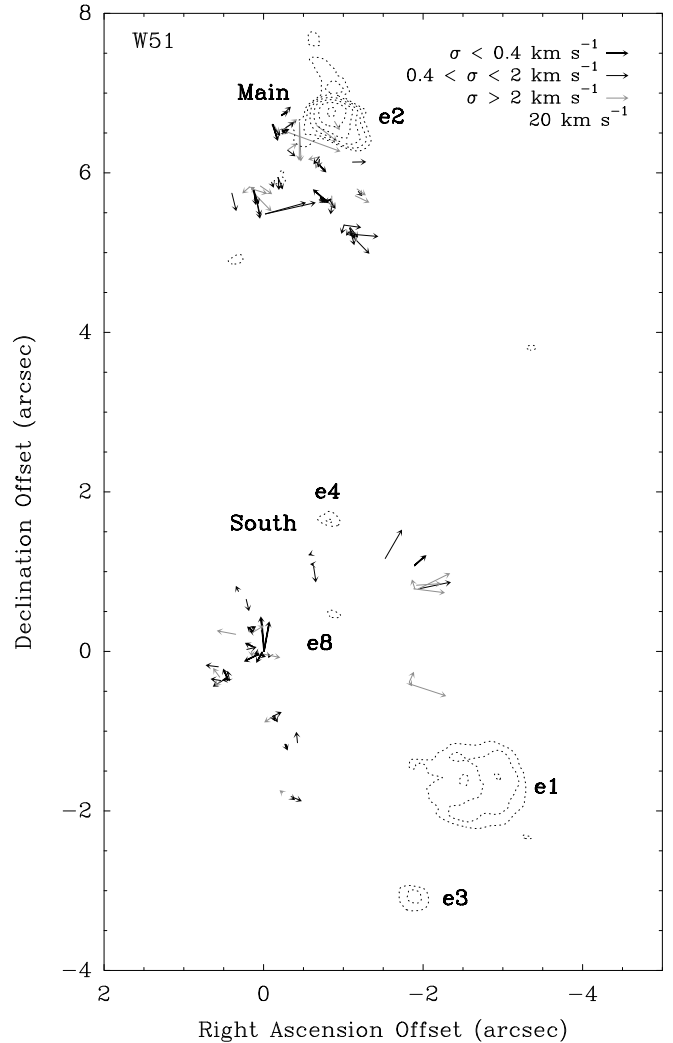 8
W51
σ < 0.4 km s⁻¹
0.4 < σ < 2 km s⁻¹
σ > 2 km s⁻¹
20 km s⁻¹
Main
e2
6
4
2
e4
South
e8
0
e1
−2
e3
−4
2 0 −2 −4
Right Ascension Offset (arcsec)
Declination Offset (arcsec)